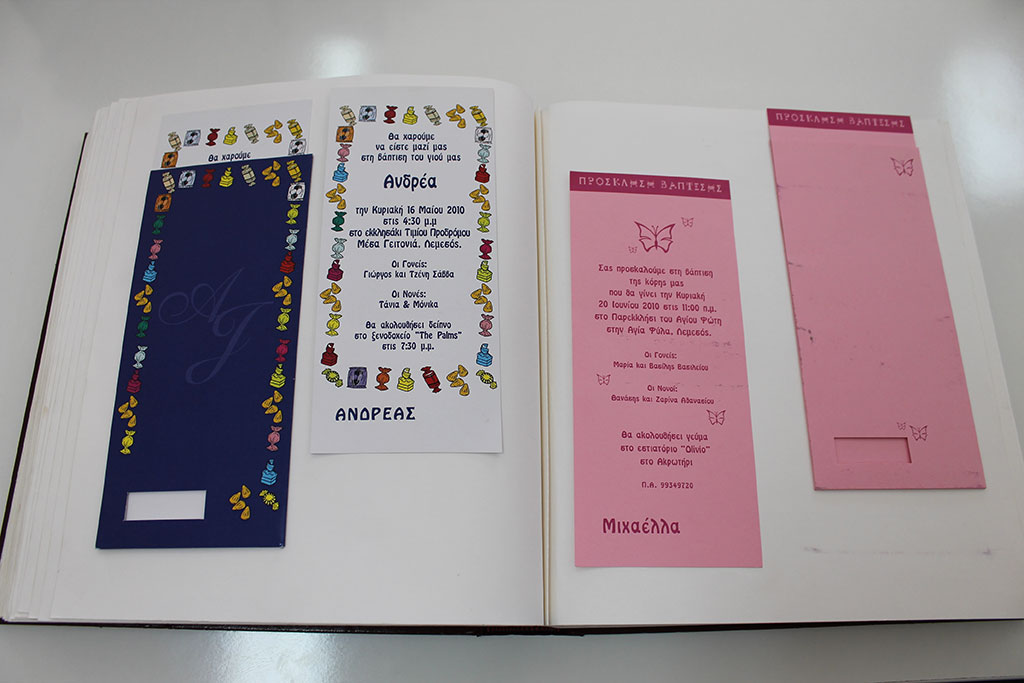 Θα χαρούμε
AJ
Θα χαρούμε
να είστε μαζί μας
στη βάπτιση του γιού μας
Ανδρέα
την Κυριακή 16 Μαίου 2010
στις 4:30 μ.μ
στο εκκλησάκι Τιμίου Προδρόμου
Μέσα Γειτονιά, Λεμεσός.
Οι Γονείς:
Γιώργος και Τζένη Σάββα
Οι Νονές:
Τάνια & Μόνικα
Θα ακολουθήσει δείπνο
στο ξενοδοχείο "The Palms"
στις 7:30 μ.μ.
ΑΝΔΡΕΑΣ
ΠΡΟΣΚΛΗΣΗ ΒΑΠΤΙΣΗΣ
Σας προσκαλούμε στη βάπτιση
της κόρης μας
που θα γίνει την Κυριακή
20 Ιουνίου 2010 στις 11:00 π.μ.
στο Παρεκκλήσι του Αγίου Φώτη
στην Αγία Φύλα, Λεμεσός.
Οι Γονείς:
Μαρία και Βασίλης Βασιλείου
Οι Νονοί:
Θανάσης και Ζαρίνα Αθανασίου
Θα ακολουθήσει γεύμα
στο εστιατόριο "Olivio"
στο Ακρωτήρι
Π.Α. 99349720
Μιχαέλλα
ΠΡΟΣΚΛΗΣΗ ΒΑΠΤΙΣΗΣ